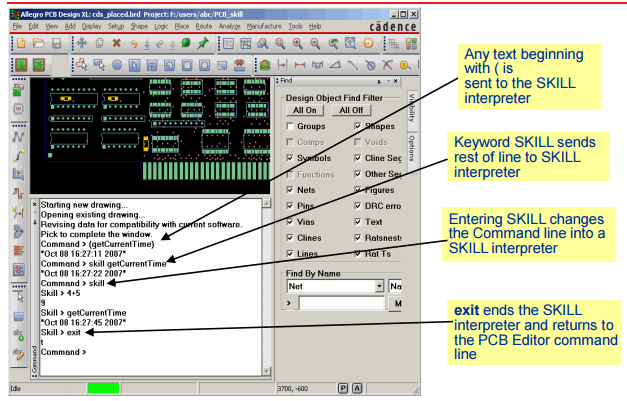 Allegro PCB Design XL: cds_placed.brd Project: F:/users/abc/PCB_skill
File Edit View Add Display Setup Shape Logic Place Route Analyze Manufacture Tools Help
cādence
Find
Design Object Find Filter
All On All Off
Groups Shapes
Comps Voids
Symbols Cline Seg
Functions Other Seg
Nets Figures
Pins DRC erro
Vias Text
Clines Ratsnests
Lines Rat Ts
Find By Name
Net Na
> M
Visibility
Options
Starting new drawing...
Opening existing drawing...
Revising data for compatibility with current software.
Pick to complete the window.
Command > (getCurrentTime)
"Oct 08 16:27:11 2007"
Command > skill getCurrentTime
"Oct 08 16:27:22 2007"
Command > skill
Skill > 4+5
9
Skill > getCurrentTime
"Oct 08 16:27:45 2007"
Skill > exit
t
Command >
Command
Idle
3700, -600
P A
Any text beginning
with ( is
sent to the SKILL
interpreter
Keyword SKILL sends
rest of line to SKILL
interpreter
Entering SKILL changes
the Command line into a
SKILL interpreter
exit ends the SKILL
interpreter and returns to
the PCB Editor command
line